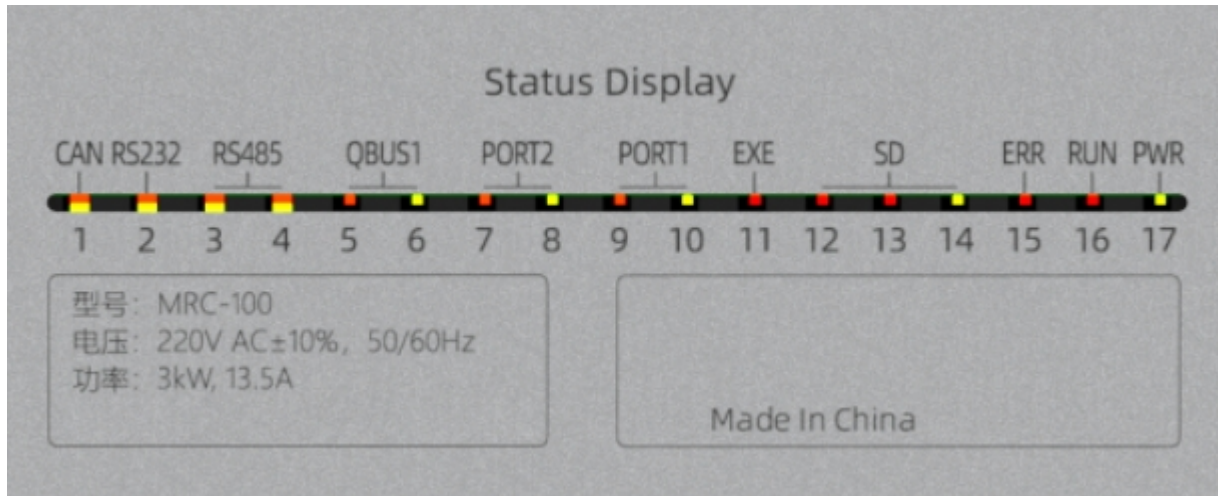 Status Display
CAN RS232 RS485 QBUS1 PORT2 PORT1 EXE SD ERR RUN PWR
1 2 3 4 5 6 7 8 9 10 11 12 13 14 15 16 17
型号：MRC-100
电压：220V AC±10%，50/60Hz
功率：3kW, 13.5A
Made In China